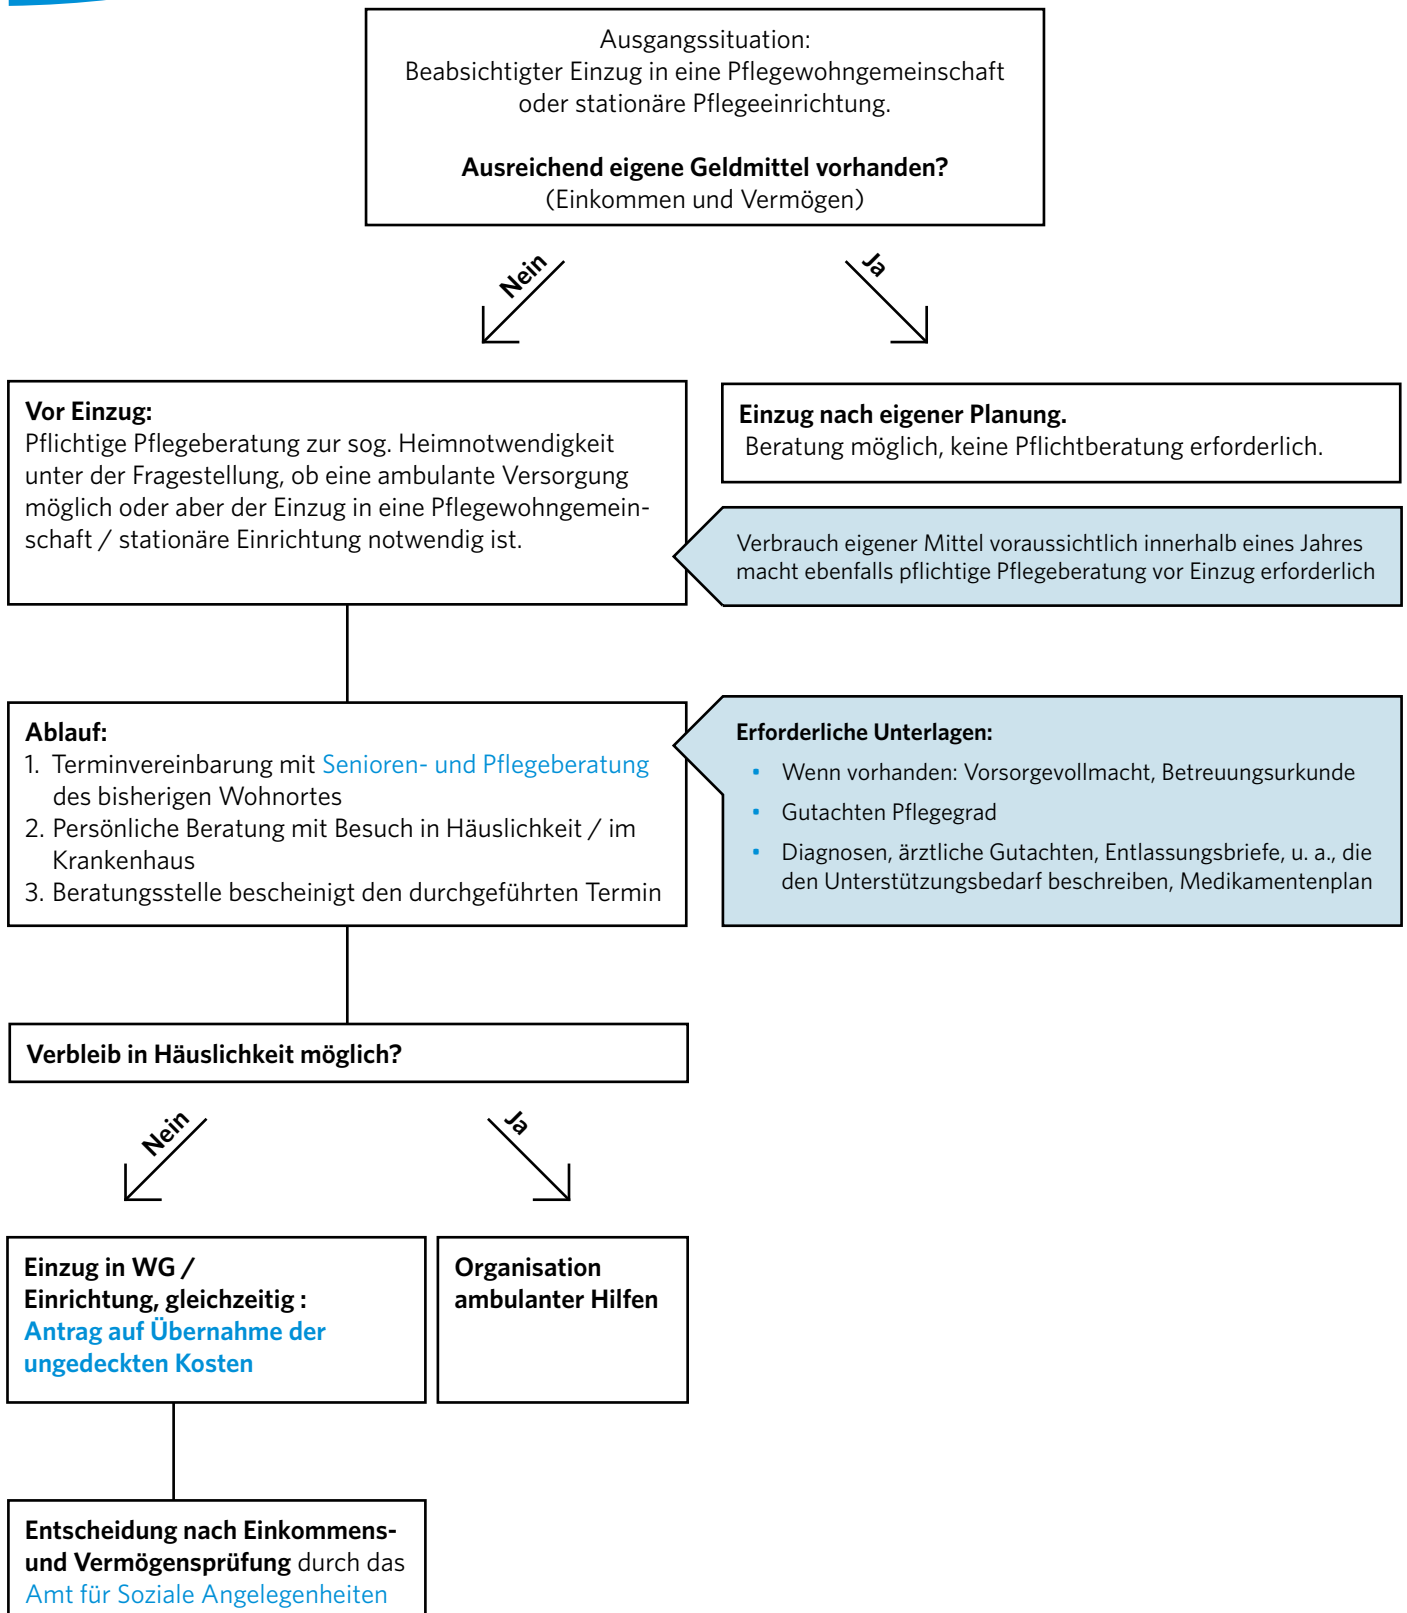 Ausgangssituation:
Beabsichtigter Einzug in eine Pflegewohngemeinschaft
oder stationäre Pflegeeinrichtung.
Ausreichend eigene Geldmittel vorhanden?
(Einkommen und Vermögen)
Nein
Ja
Vor Einzug:
Pflichtige Pflegeberatung zur sog. Heimnotwendigkeit
unter der Fragestellung, ob eine ambulante Versorgung
möglich oder aber der Einzug in eine Pflegewohngemein-
schaft / stationäre Einrichtung notwendig ist.
Einzug nach eigener Planung.
Beratung möglich, keine Pflichtberatung erforderlich.
Verbrauch eigener Mittel voraussichtlich innerhalb eines Jahres
macht ebenfalls pflichtige Pflegeberatung vor Einzug erforderlich
Ablauf:
1. Terminvereinbarung mit Senioren- und Pflegeberatung
des bisherigen Wohnortes
2. Persönliche Beratung mit Besuch in Häuslichkeit / im
Krankenhaus
3. Beratungsstelle bescheinigt den durchgeführten Termin
Erforderliche Unterlagen:
• Wenn vorhanden: Vorsorgevollmacht, Betreuungsurkunde
• Gutachten Pflegegrad
• Diagnosen, ärztliche Gutachten, Entlassungsbriefe, u. a., die
den Unterstützungsbedarf beschreiben, Medikamentenplan
Verbleib in Häuslichkeit möglich?
Nein
Ja
Einzug in WG /
Einrichtung, gleichzeitig :
Antrag auf Übernahme der
ungedeckten Kosten
Organisation
ambulanter Hilfen
Entscheidung nach Einkommens-
und Vermögensprüfung durch das
Amt für Soziale Angelegenheiten